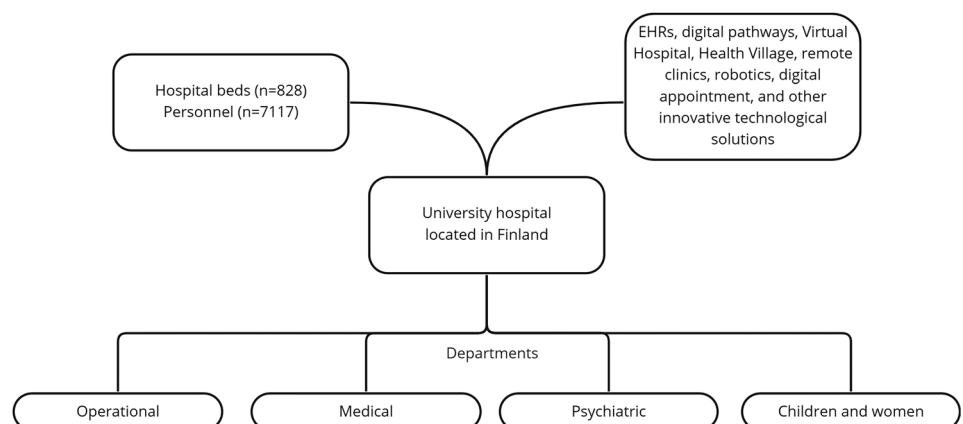 Hospital beds (n=828)
Personnel (n=7117)
EHRs, digital pathways, Virtual
Hospital, Health Village, remote
clinics, robotics, digital
appointment, and other
innovative technological
solutions
University hospital
located in Finland
Departments
Operational
Medical
Psychiatric
Children and women